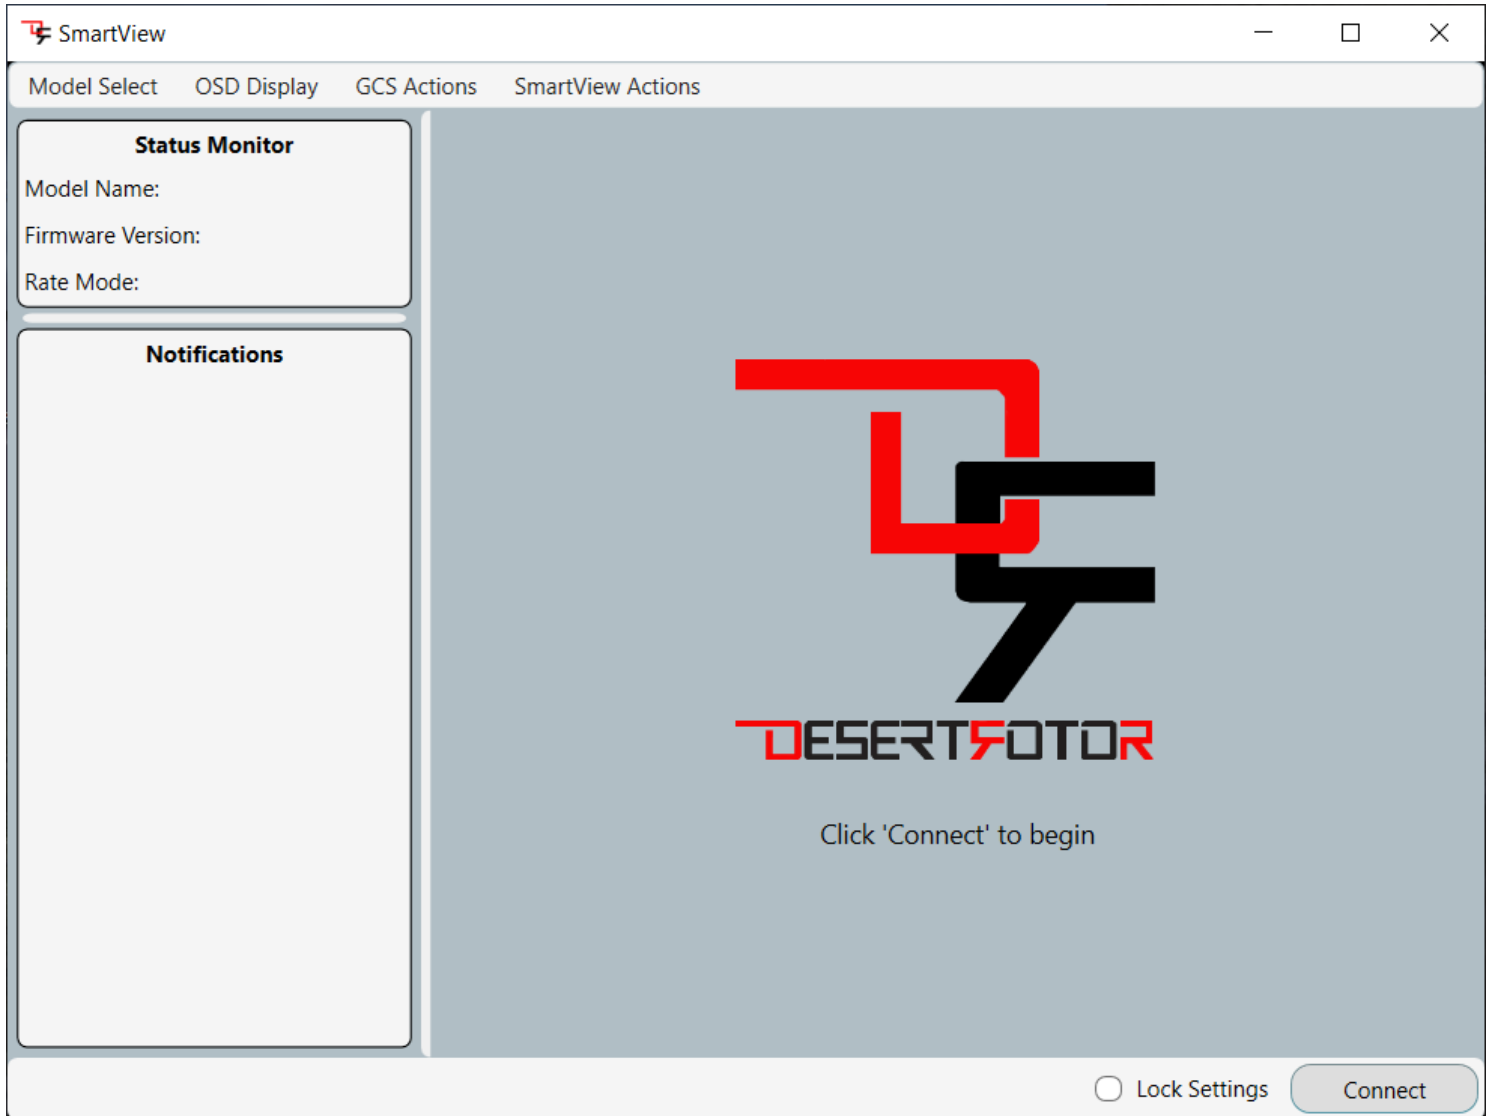 SmartView
Model Select OSD Display GCS Actions SmartView Actions
Status Monitor
Model Name:
Firmware Version:
Rate Mode:
Notifications
DESERTROTOR
Click 'Connect' to begin
Lock Settings Connect